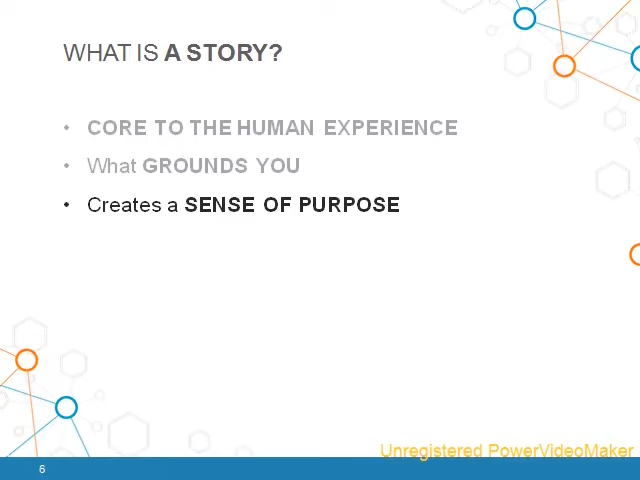 WHAT IS A STORY?
• CORE TO THE HUMAN EXPERIENCE
• What GROUNDS YOU
• Creates a SENSE OF PURPOSE
Unregistered PowerVideoMaker
6